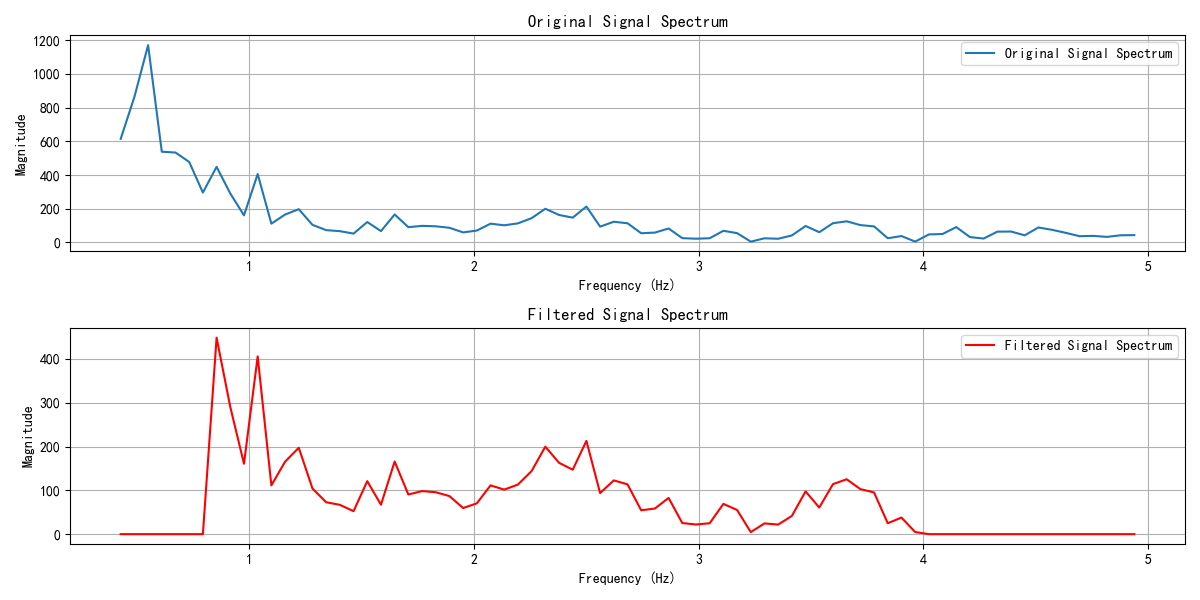 Original Signal Spectrum
1200
1000
800
600
400
200
0
Magnitude
Original Signal Spectrum
1
2
3
4
5
Frequency (Hz)
Filtered Signal Spectrum
400
300
200
100
0
Magnitude
Filtered Signal Spectrum
1
2
3
4
5
Frequency (Hz)